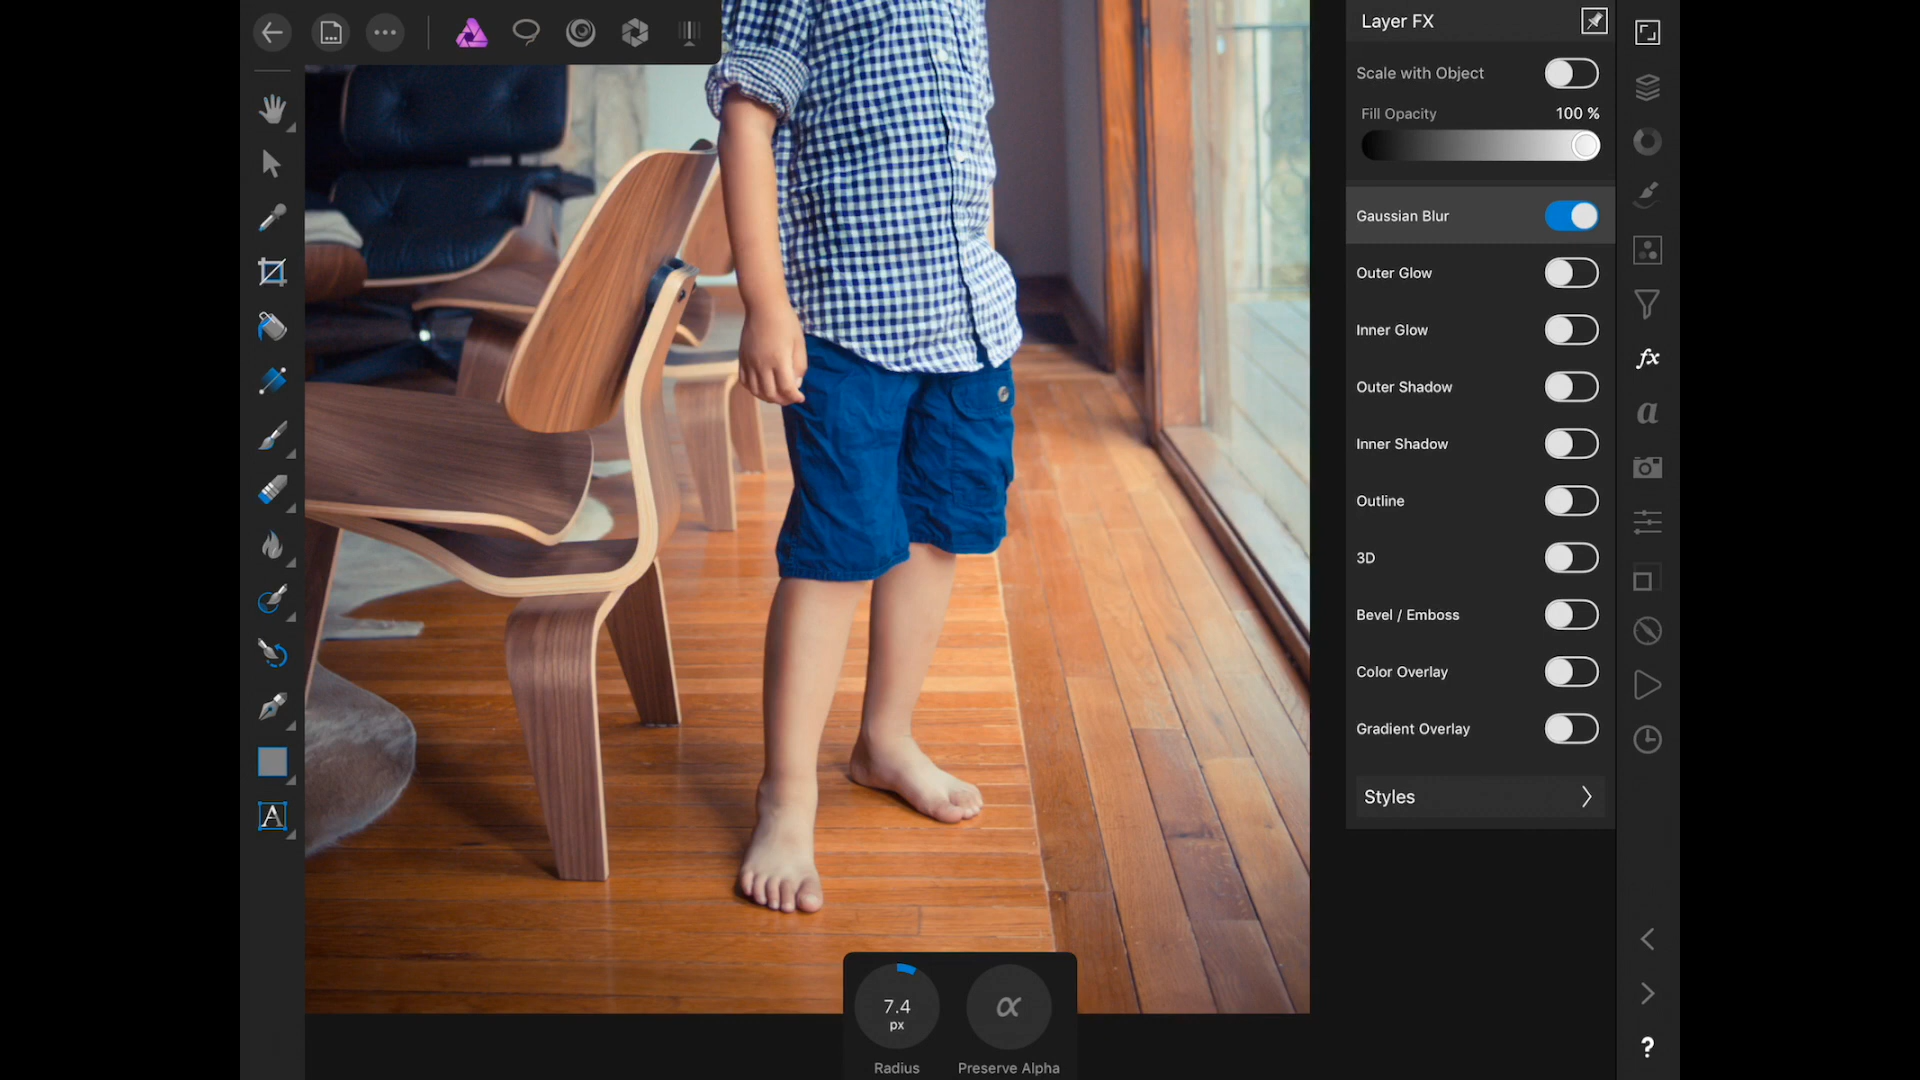 Layer FX
Scale with Object
Fill Opacity 100 %
Gaussian Blur
Outer Glow
Inner Glow
Outer Shadow
Inner Shadow
Outline
3D
Bevel / Emboss
Color Overlay
Gradient Overlay
Styles
fx
a
A
7.4
px
α
Radius
Preserve Alpha
?